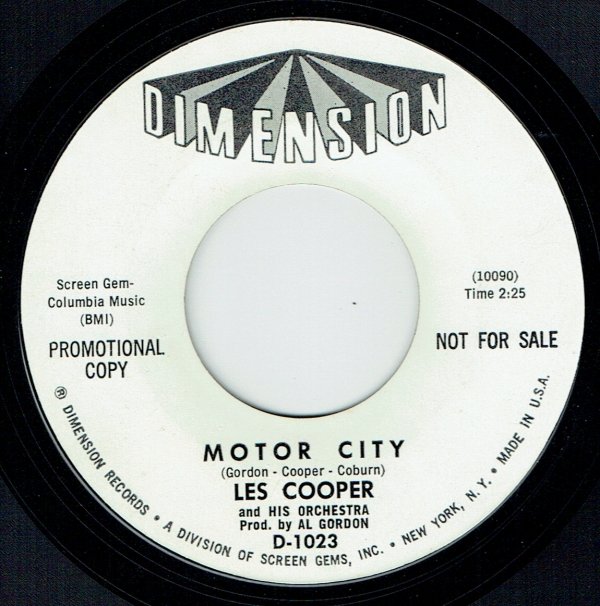 DIMENSION
Screen Gem-
Columbia Music
(BMI)
PROMOTIONAL
COPY
(10090)
Time 2:25
NOT FOR SALE
MOTOR CITY
(Gordon - Cooper - Coburn)
LES COOPER
and HIS ORCHESTRA
Prod. by AL GORDON
D-1023
® DIMENSION RECORDS • A DIVISION OF SCREEN GEMS, INC. • NEW YORK, N. Y. • MADE IN U.S.A.